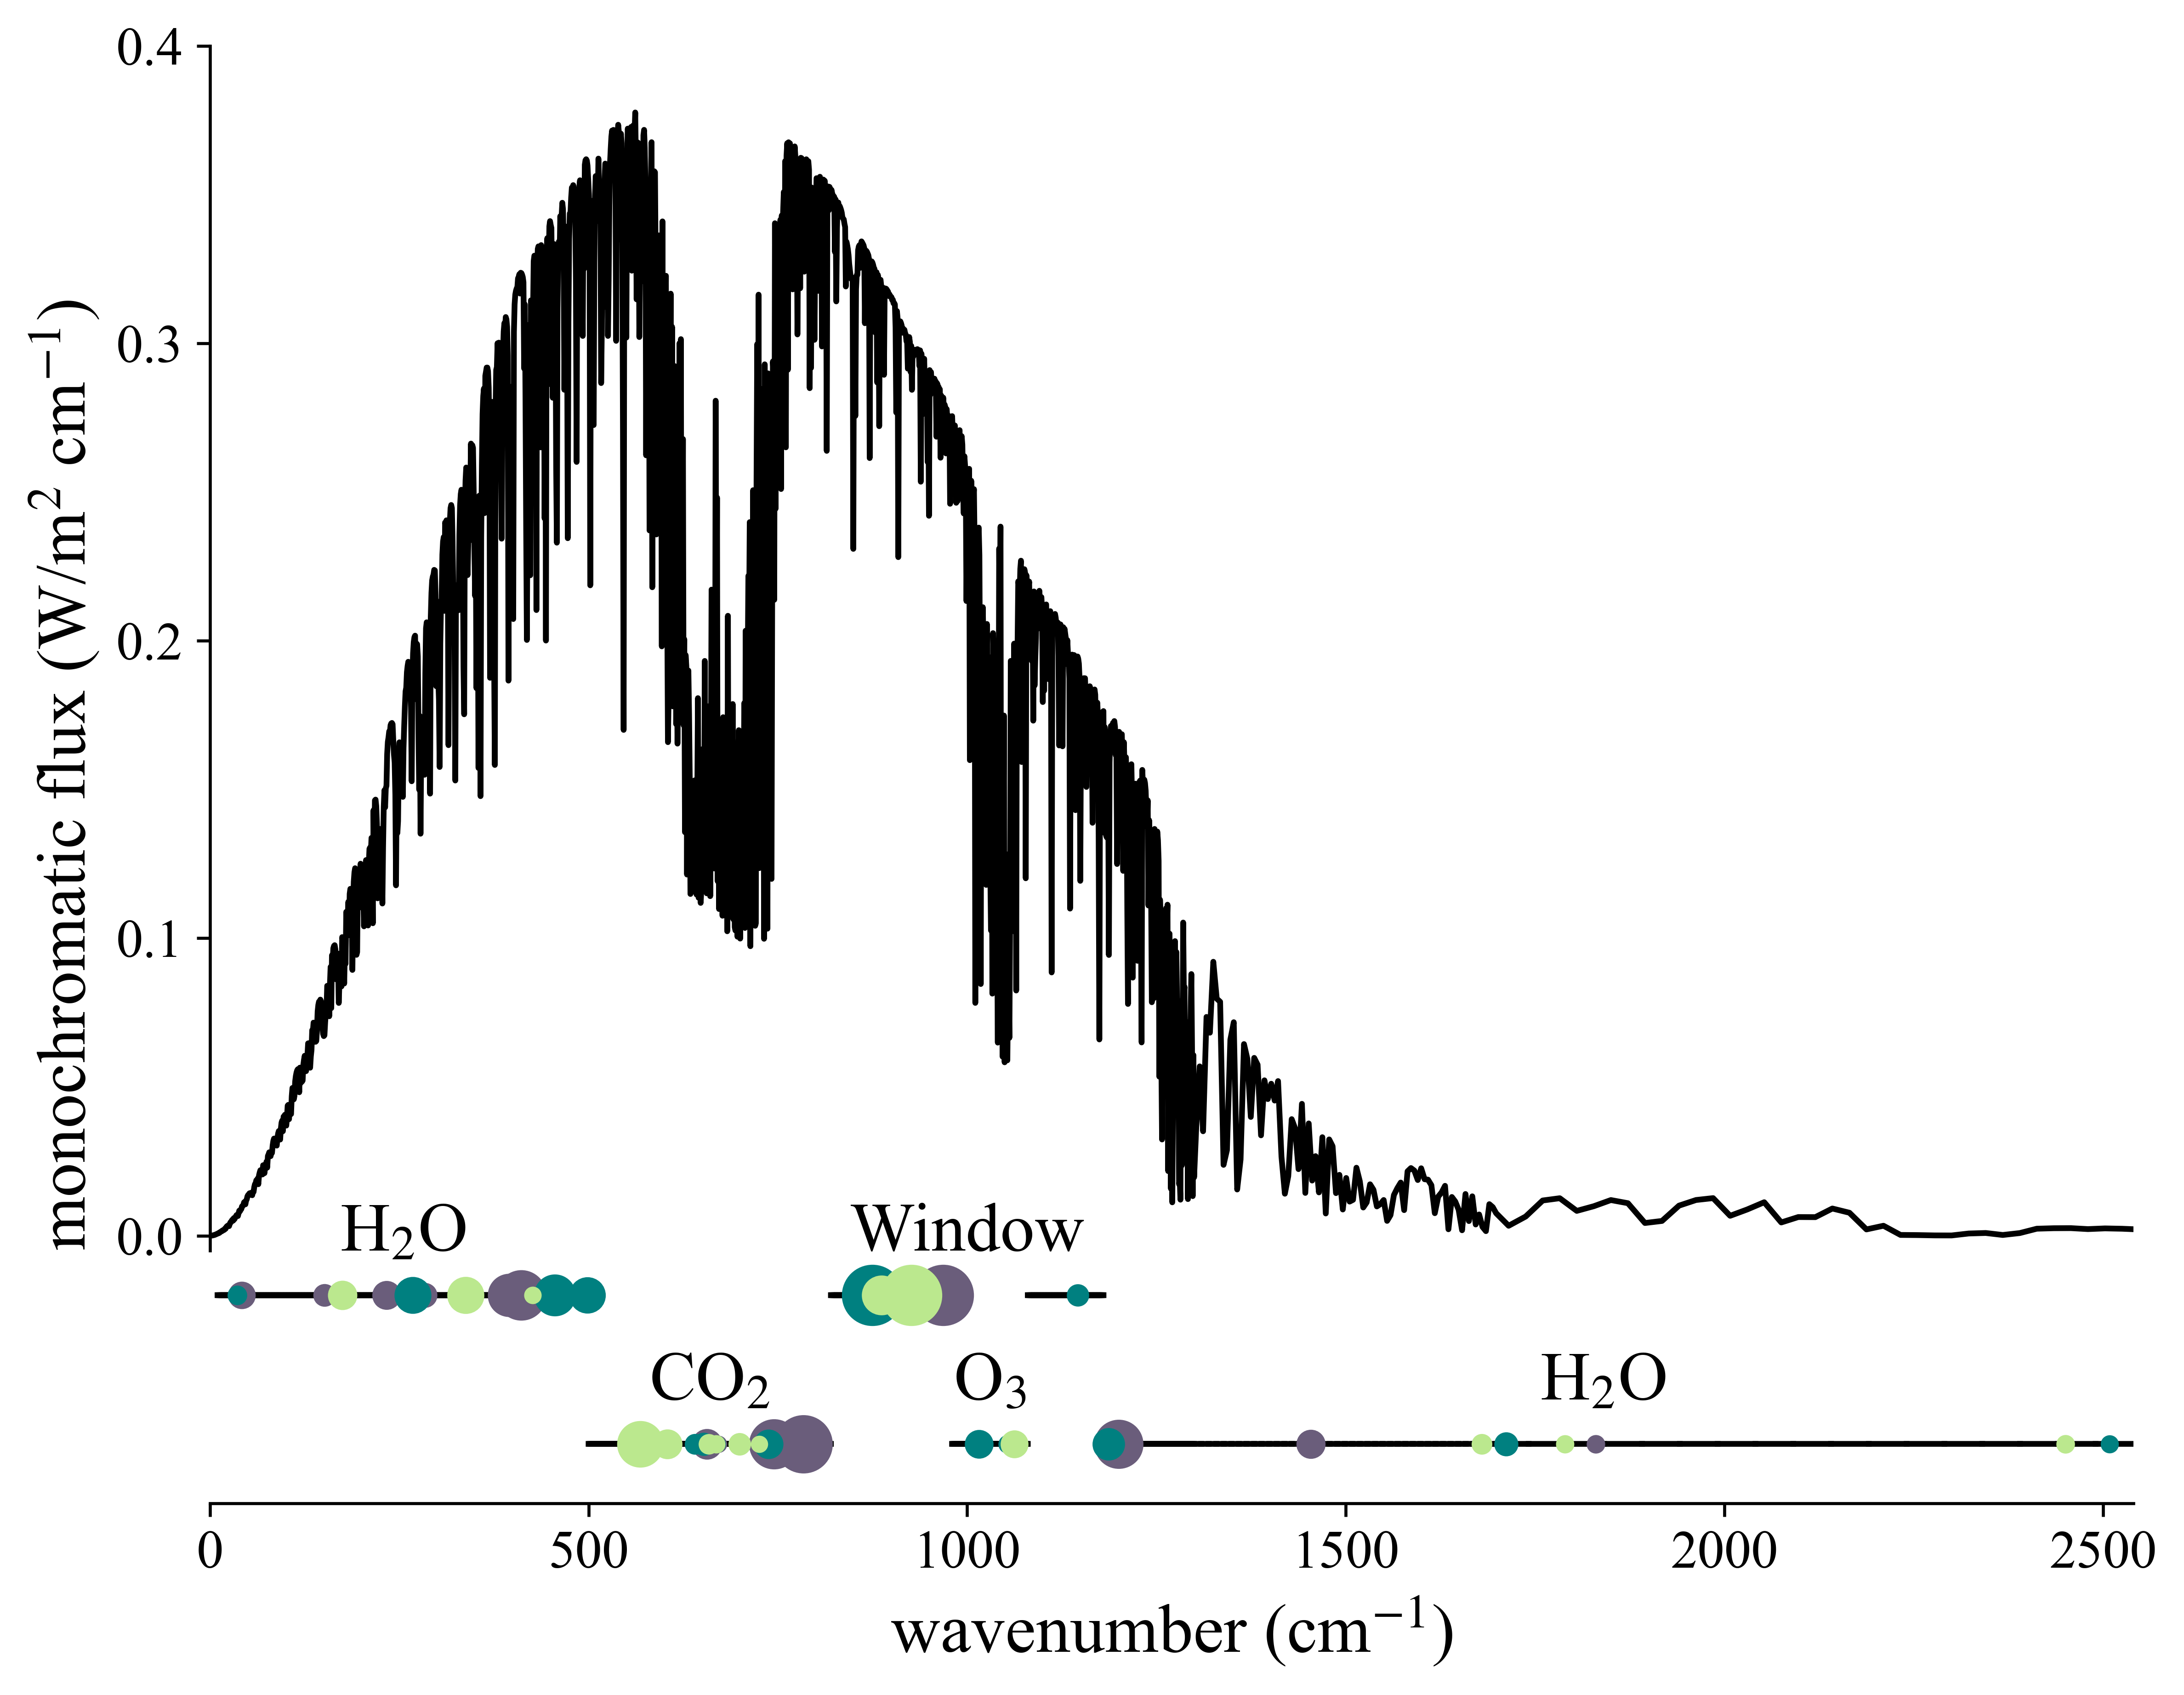 monochromatic flux (W/m² cm⁻¹)
0.4
0.3
0.2
0.1
0.0
H₂O
Window
CO₂
O₃
H₂O
0 500 1000 1500 2000 2500
wavenumber (cm⁻¹)